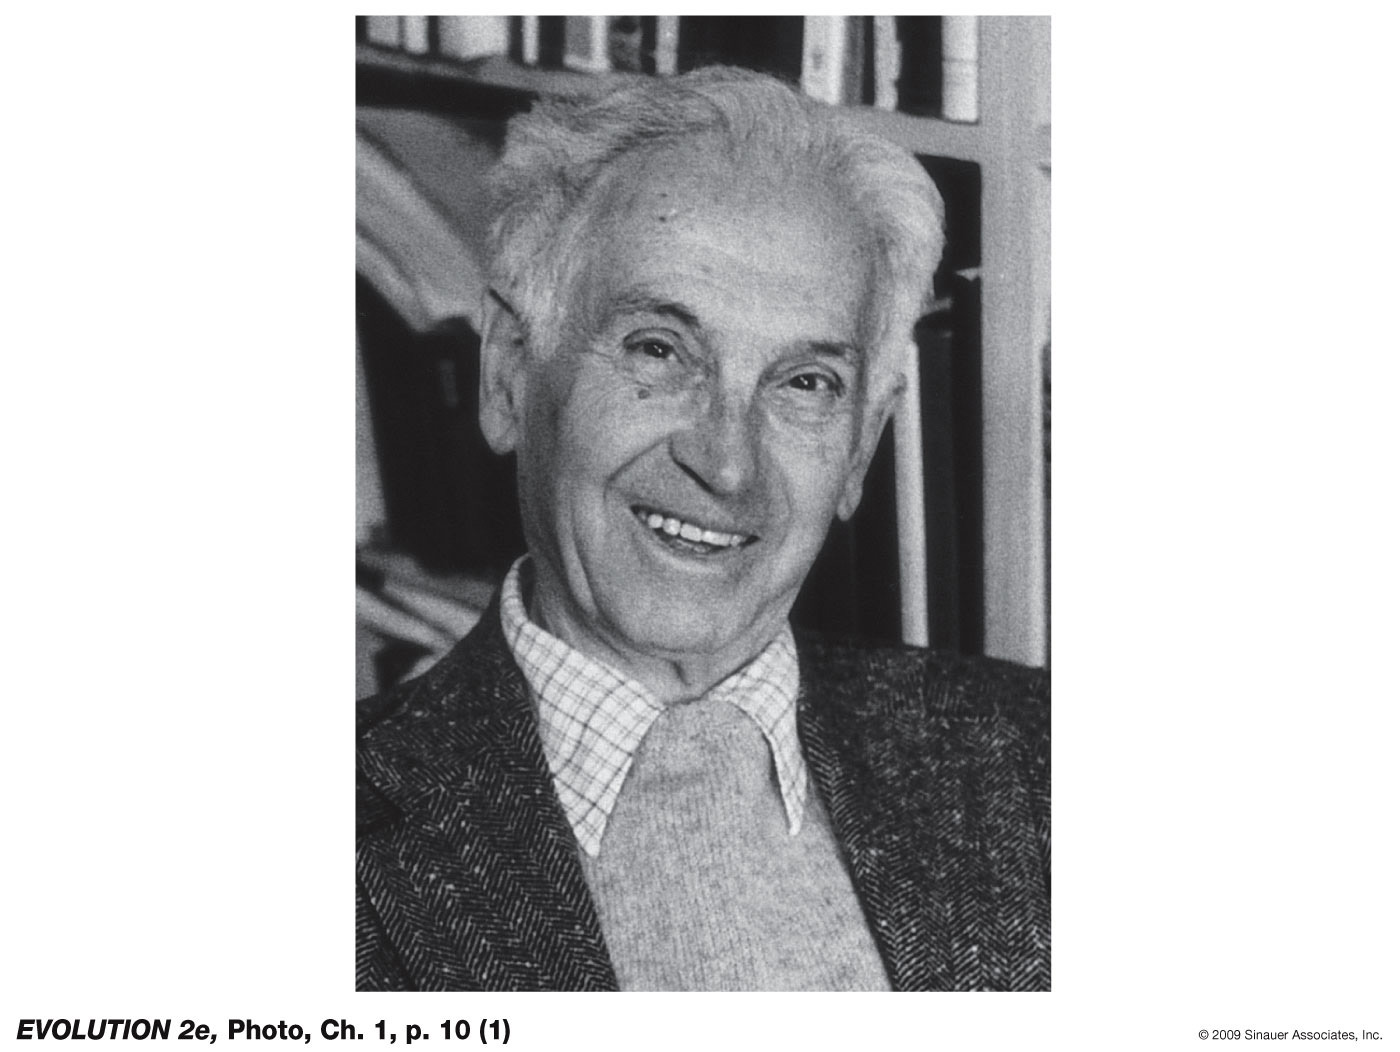 EVOLUTION 2e, Photo, Ch. 1, p. 10 (1)
© 2009 Sinauer Associates, Inc.